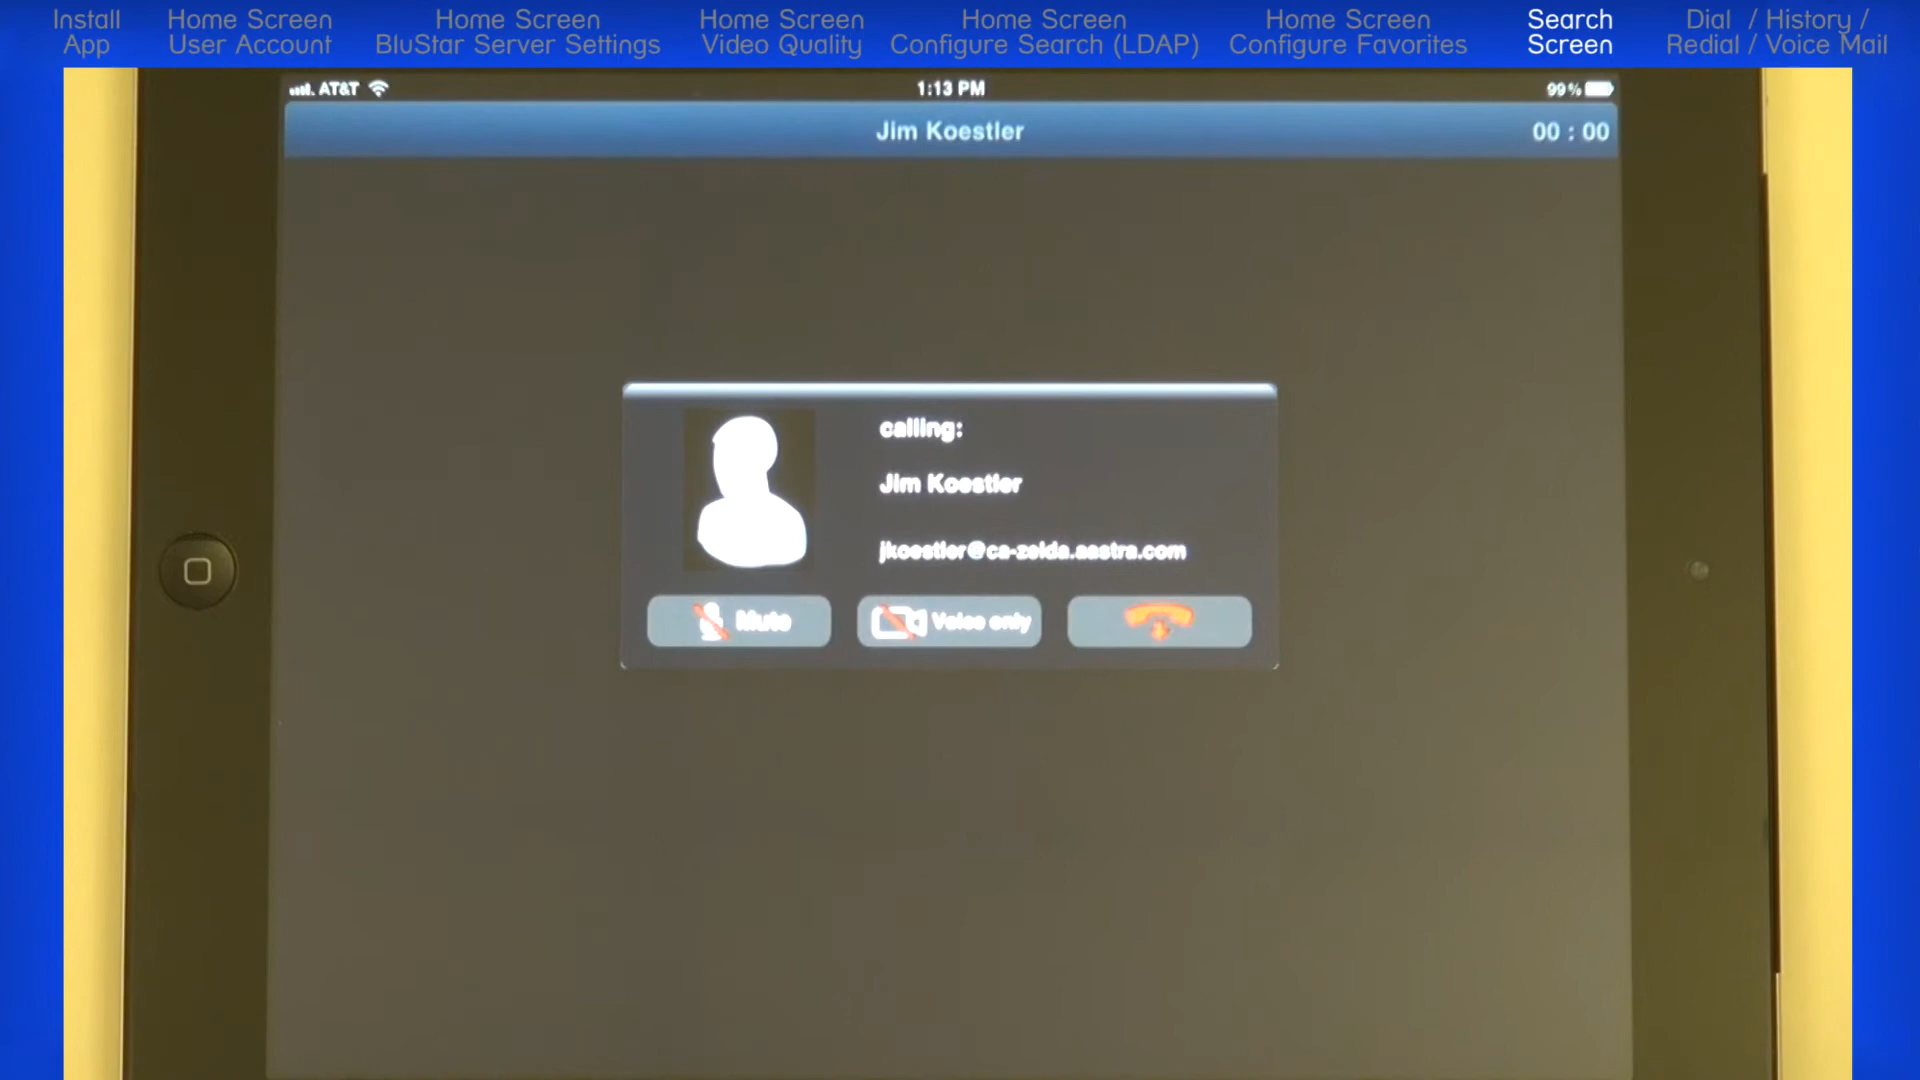 Install
App
Home Screen
User Account
Home Screen
BluStar Server Settings
Home Screen
Video Quality
Home Screen
Configure Search (LDAP)
Home Screen
Configure Favorites
Search
Screen
Dial / History /
Redial / Voice Mail
AT&T
1:13 PM
99%
Jim Koestler
00 : 00
calling:
Jim Koestler
jkoestler@ca-zelda.aastra.com
Mute
Voice only